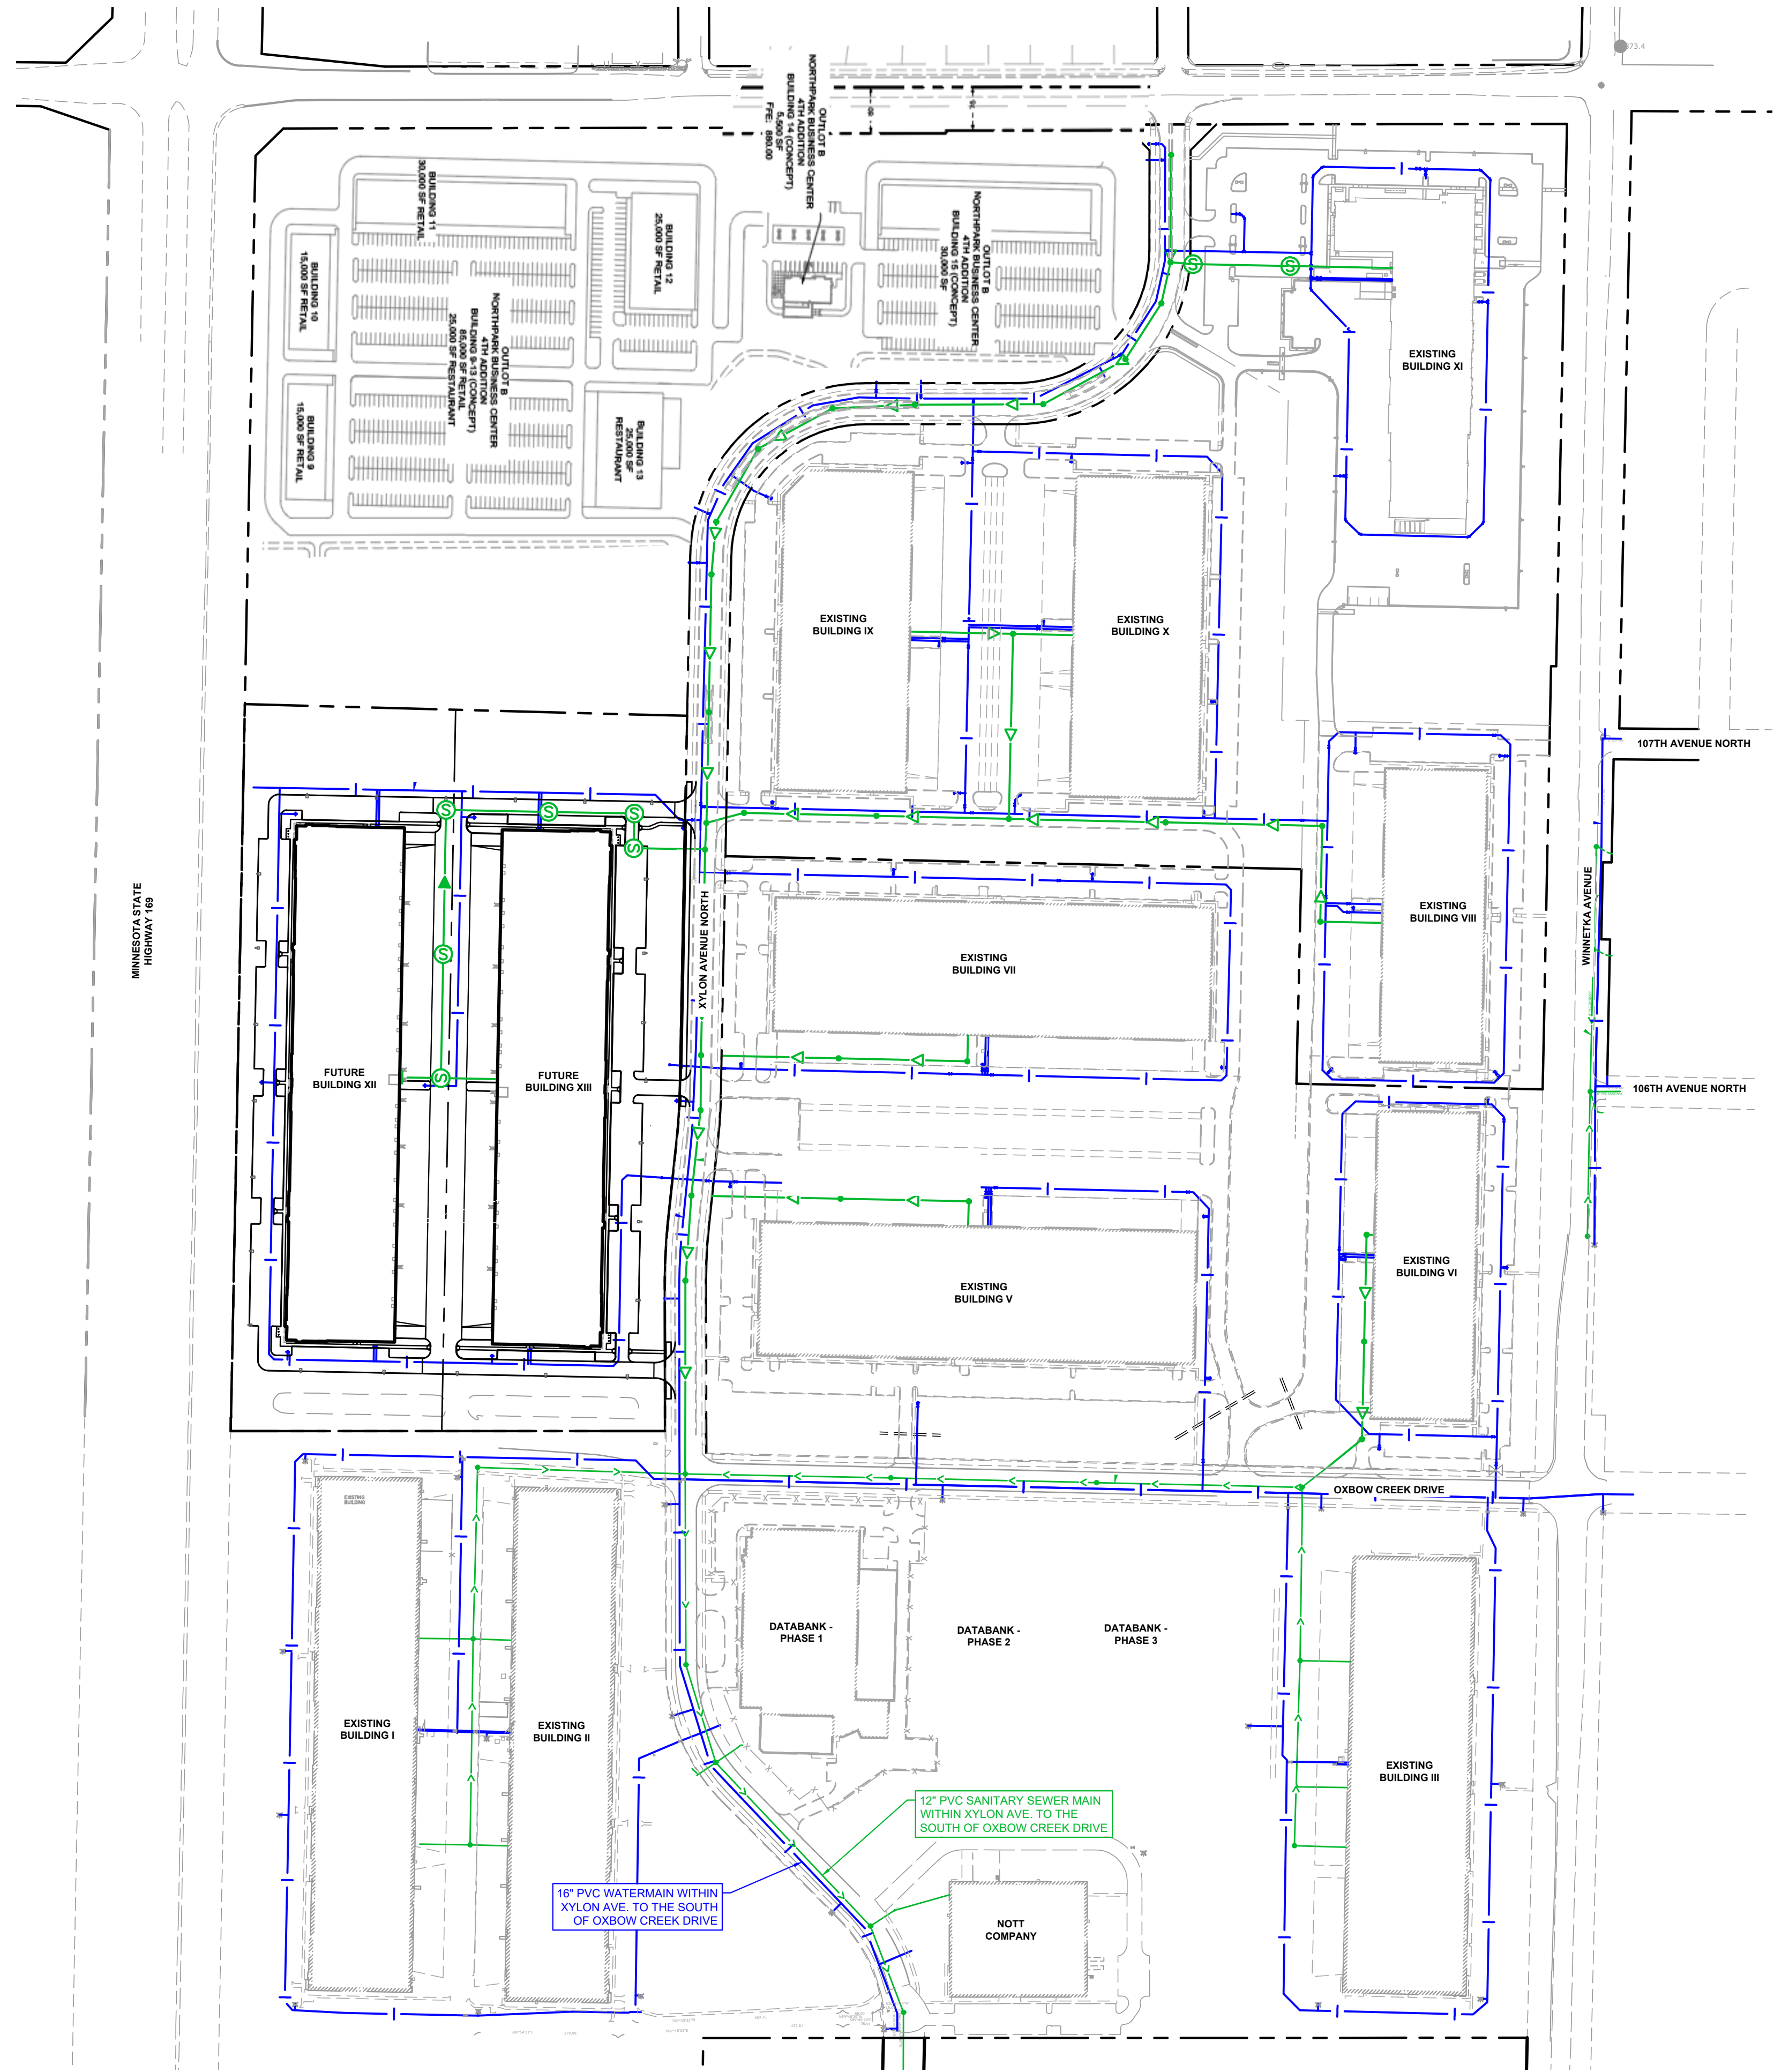 873.4
OUTLOT B
NORTHPARK BUSINESS CENTER
4TH ADDITION
BUILDING 14 (CONCEPT)
5,500 SF
FFE: 880.00
BUILDING 11
30,000 SF RETAIL
BUILDING 12
25,000 SF RETAIL
OUTLOT B
NORTHPARK BUSINESS CENTER
4TH ADDITION
BUILDING 15 (CONCEPT)
30,000 SF
BUILDING 10
15,000 SF RETAIL
OUTLOT B
NORTHPARK BUSINESS CENTER
4TH ADDITION
BUILDING 9-13 (CONCEPT)
85,000 SF RETAIL
25,000 SF RESTAURANT
BUILDING 9
15,000 SF RETAIL
BUILDING 13
25,000 SF
RESTAURANT
EXISTING
BUILDING XI
EXISTING
BUILDING IX
EXISTING
BUILDING X
107TH AVENUE NORTH
MINNESOTA STATE
HIGHWAY 169
XYLON AVENUE NORTH
WINNETKA AVENUE
EXISTING
BUILDING VIII
EXISTING
BUILDING VII
FUTURE
BUILDING XII
FUTURE
BUILDING XIII
106TH AVENUE NORTH
EXISTING
BUILDING V
EXISTING
BUILDING VI
OXBOW CREEK DRIVE
EXISTING
BUILDING
DATABANK -
PHASE 1
DATABANK -
PHASE 2
DATABANK -
PHASE 3
EXISTING
BUILDING I
EXISTING
BUILDING II
EXISTING
BUILDING III
12" PVC SANITARY SEWER MAIN
WITHIN XYLON AVE. TO THE
SOUTH OF OXBOW CREEK DRIVE
16" PVC WATERMAIN WITHIN
XYLON AVE. TO THE SOUTH
OF OXBOW CREEK DRIVE
NOTT
COMPANY